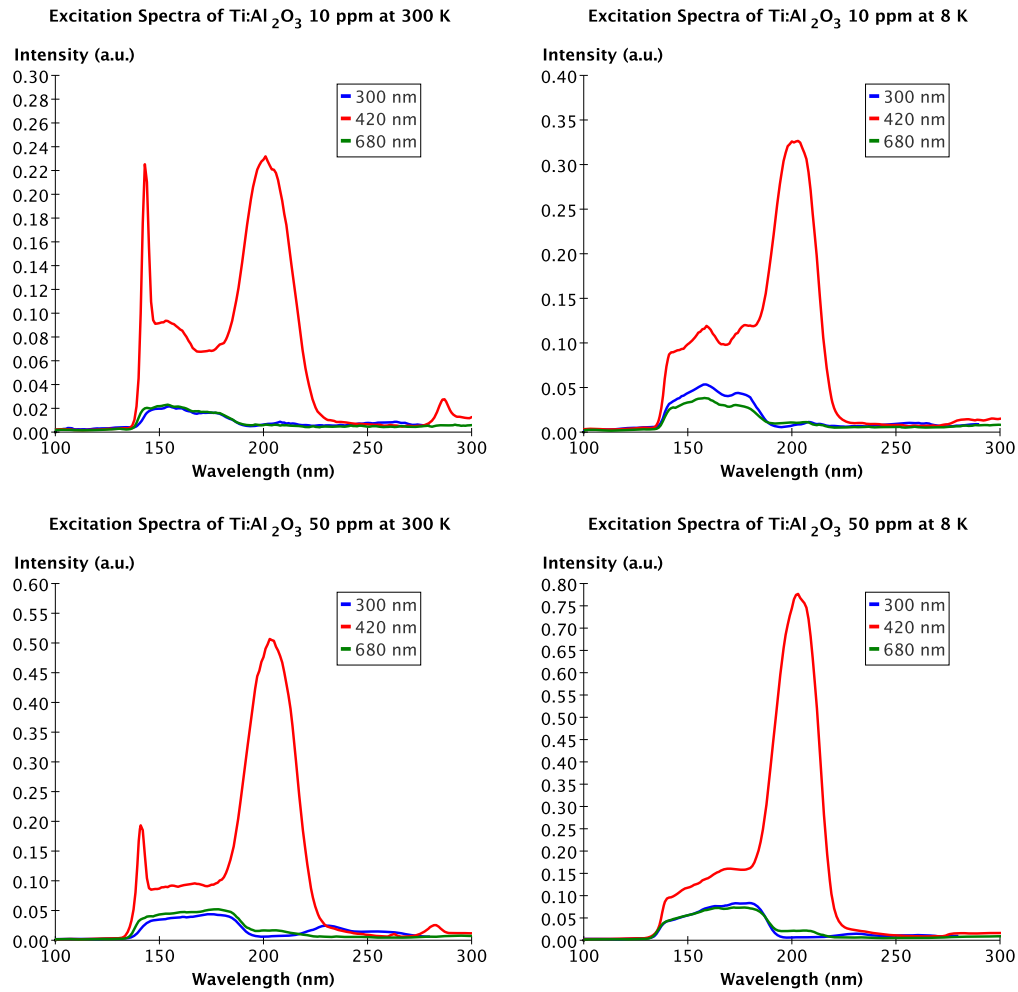 Excitation Spectra of Ti:Al2O3 10 ppm at 300 K
Intensity (a.u.)
0.30
0.28
0.26
0.24
0.22
0.20
0.18
0.16
0.14
0.12
0.10
0.08
0.06
0.04
0.02
0.00
300 nm
420 nm
680 nm
100 150 200 250 300
Wavelength (nm)
Excitation Spectra of Ti:Al2O3 10 ppm at 8 K
Intensity (a.u.)
0.40
0.35
0.30
0.25
0.20
0.15
0.10
0.05
0.00
300 nm
420 nm
680 nm
100 150 200 250 300
Wavelength (nm)
Excitation Spectra of Ti:Al2O3 50 ppm at 300 K
Intensity (a.u.)
0.60
0.55
0.50
0.45
0.40
0.35
0.30
0.25
0.20
0.15
0.10
0.05
0.00
300 nm
420 nm
680 nm
100 150 200 250 300
Wavelength (nm)
Excitation Spectra of Ti:Al2O3 50 ppm at 8 K
Intensity (a.u.)
0.80
0.75
0.70
0.65
0.60
0.55
0.50
0.45
0.40
0.35
0.30
0.25
0.20
0.15
0.10
0.05
0.00
300 nm
420 nm
680 nm
100 150 200 250 300
Wavelength (nm)